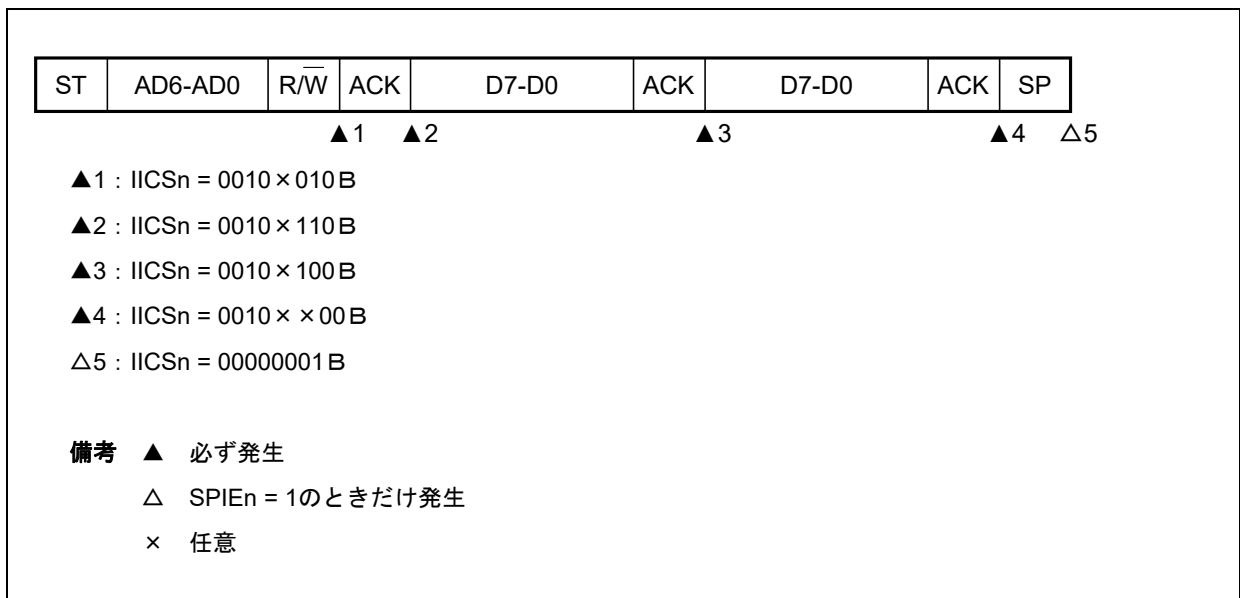 ST AD6-AD0 R/W̅ ACK D7-D0 ACK D7-D0 ACK SP
▲1 ▲2 ▲3 ▲4 △5
▲1：IICSn = 0010×010B
▲2：IICSn = 0010×110B
▲3：IICSn = 0010×100B
▲4：IICSn = 0010××00B
△5：IICSn = 00000001B
備考 ▲ 必ず発生
△ SPIEn = 1のときだけ発生
× 任意